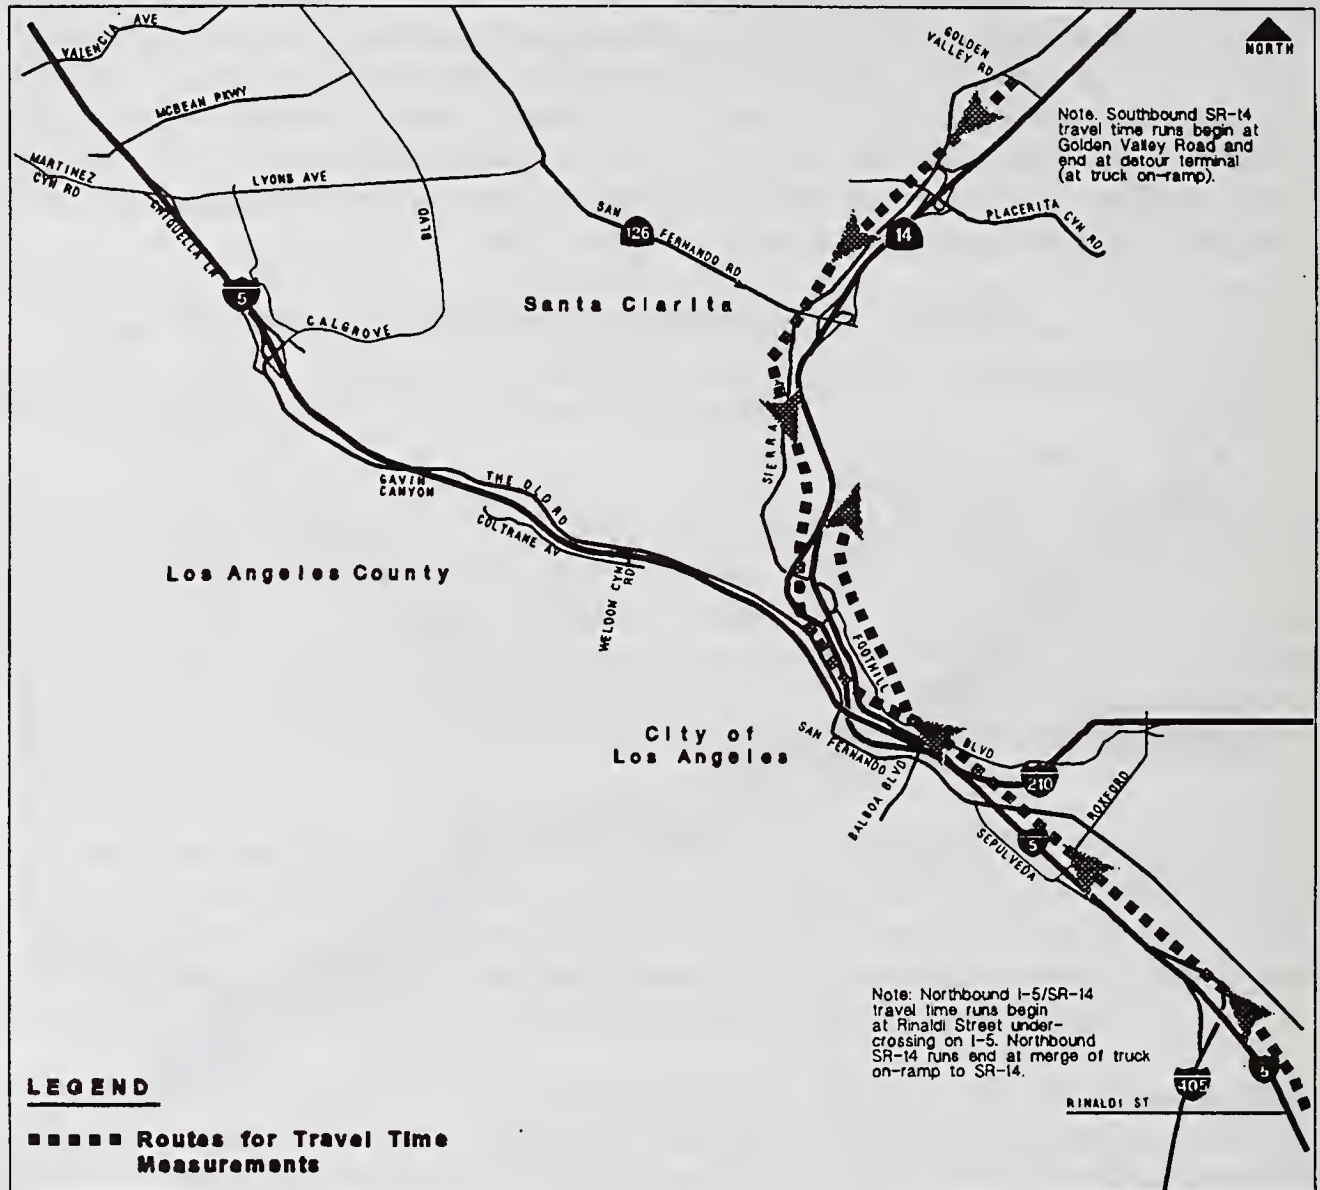 VALENCIA AVE
MCBEAN PKWY
MARTINEZ
CYN RD
LYONS AVE
CHIQUELLA LN
BLVD
5
CALGROVE
SAN
126
FERNANDO RD
Santa Clarita
GOLDEN
VALLEY RD
NORTH
Note. Southbound SR-14
travel time runs begin at
Golden Valley Road and
end at detour terminal
(at truck on-ramp).
PLACERITA CYN RD
14
SIERRA
GAVIN
CANYON
THE OLD RD
COLTRANE AV
WELDON CYN
RD
Los Angeles County
FOOTHILL
BLVD
City of
Los Angeles
SAN FERNANDO
BALBOA BLVD
210
ROXFORD
5
SEPULVEDA
Note: Northbound I-5/SR-14
travel time runs begin
at Rinaldi Street under-
crossing on I-5. Northbound
SR-14 runs end at merge of truck
on-ramp to SR-14.
405
5
RINALDI ST
LEGEND
Routes for Travel Time
Measurements